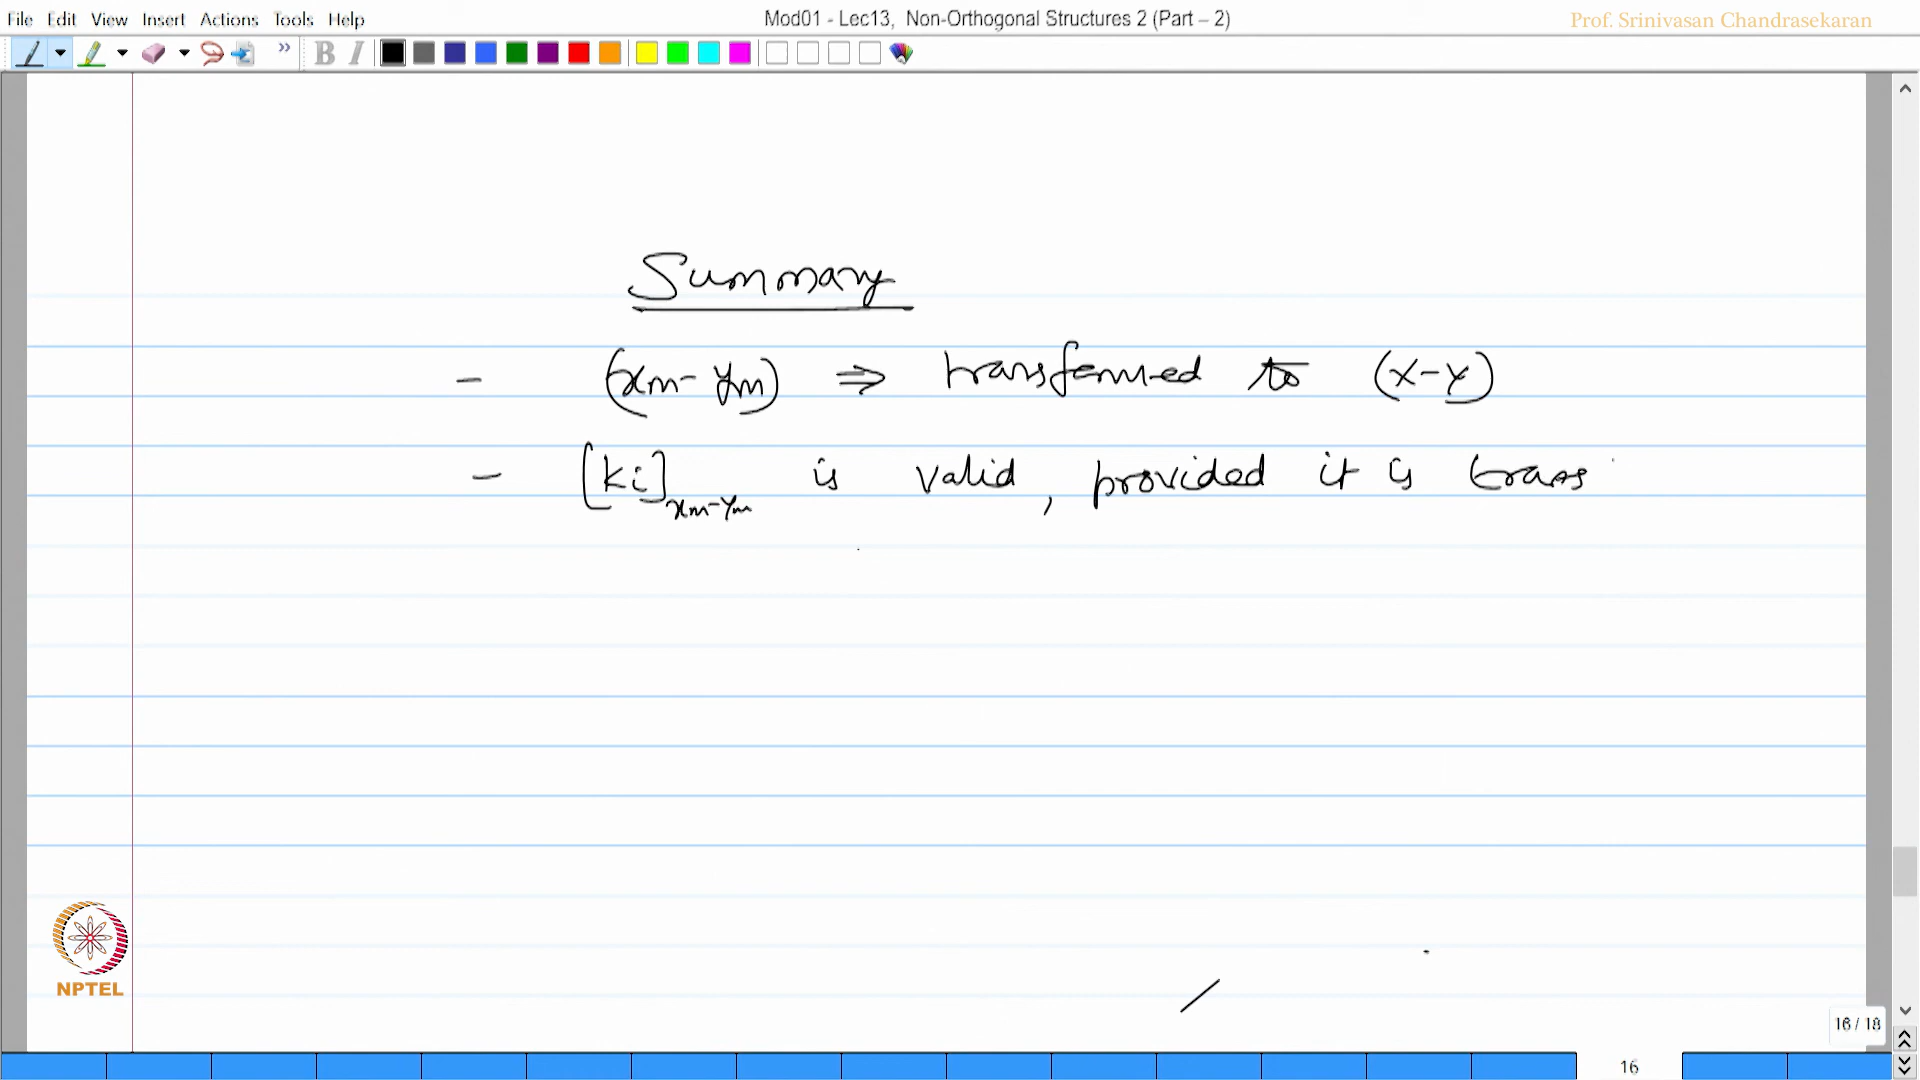 File Edit View Insert Actions Tools Help
Mod01 - Lec13, Non-Orthogonal Structures 2 (Part – 2)
Prof. Srinivasan Chandrasekaran
B I
Summary
- (xm-ym) ⇒ transformed to (x-y)
- [ki]xm-ym is valid, provided it is trans
NPTEL
16 / 18
16